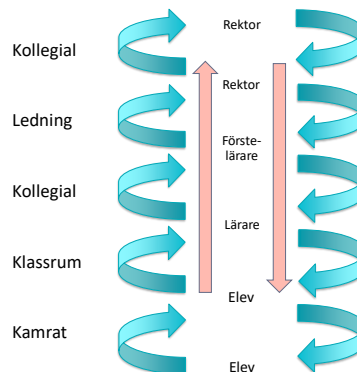 Rektor
Kollegial
Rektor
Ledning
Förste-
lärare
Kollegial
Lärare
Klassrum
Elev
Kamrat
Elev